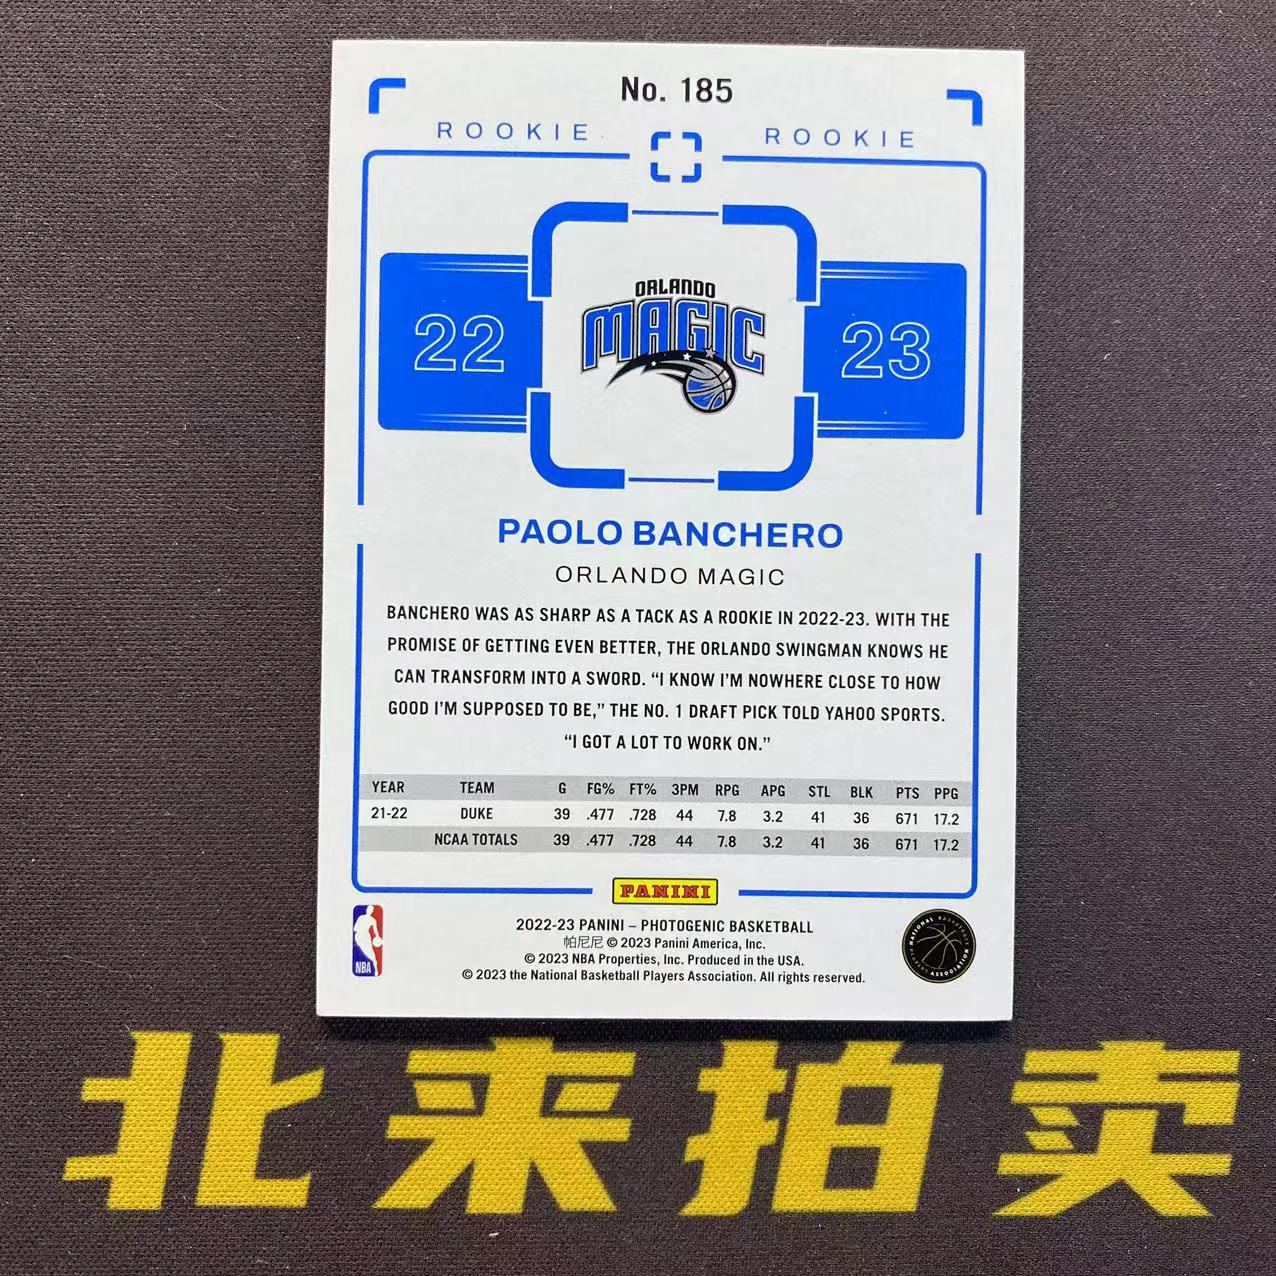 No. 185
ROOKIE ROOKIE
22 23
ORLANDO
MAGIC
PAOLO BANCHERO
ORLANDO MAGIC
BANCHERO WAS AS SHARP AS A TACK AS A ROOKIE IN 2022-23. WITH THE
PROMISE OF GETTING EVEN BETTER, THE ORLANDO SWINGMAN KNOWS HE
CAN TRANSFORM INTO A SWORD. “I KNOW I’M NOWHERE CLOSE TO HOW
GOOD I’M SUPPOSED TO BE,” THE NO. 1 DRAFT PICK TOLD YAHOO SPORTS.
“I GOT A LOT TO WORK ON.”
YEAR TEAM G FG% FT% 3PM RPG APG STL BLK PTS PPG
21-22 DUKE 39 .477 .728 44 7.8 3.2 41 36 671 17.2
NCAA TOTALS 39 .477 .728 44 7.8 3.2 41 36 671 17.2
PANINI
2022-23 PANINI – PHOTOGENIC BASKETBALL
帕尼尼 © 2023 Panini America, Inc.
© 2023 NBA Properties, Inc. Produced in the USA.
© 2023 the National Basketball Players Association. All rights reserved.
NBA
NATIONAL BASKETBALL PLAYERS ASSOCIATION
北来拍卖